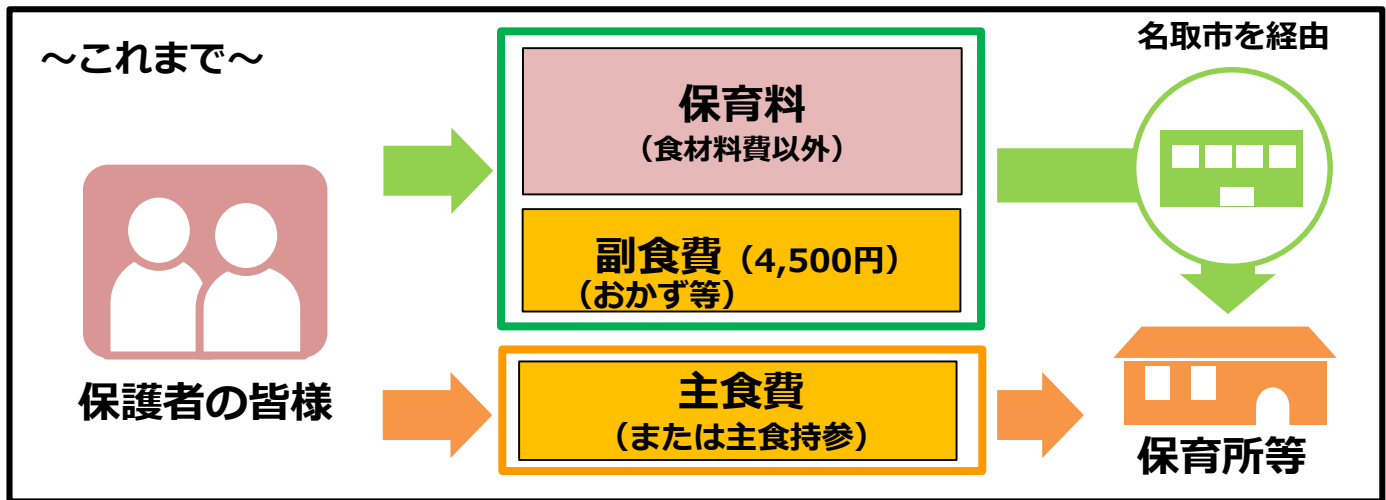 ～これまで～
名取市を経由
保育料
（食材料費以外）
副食費（4,500円）
（おかず等）
保護者の皆様
主食費
（または主食持参）
保育所等